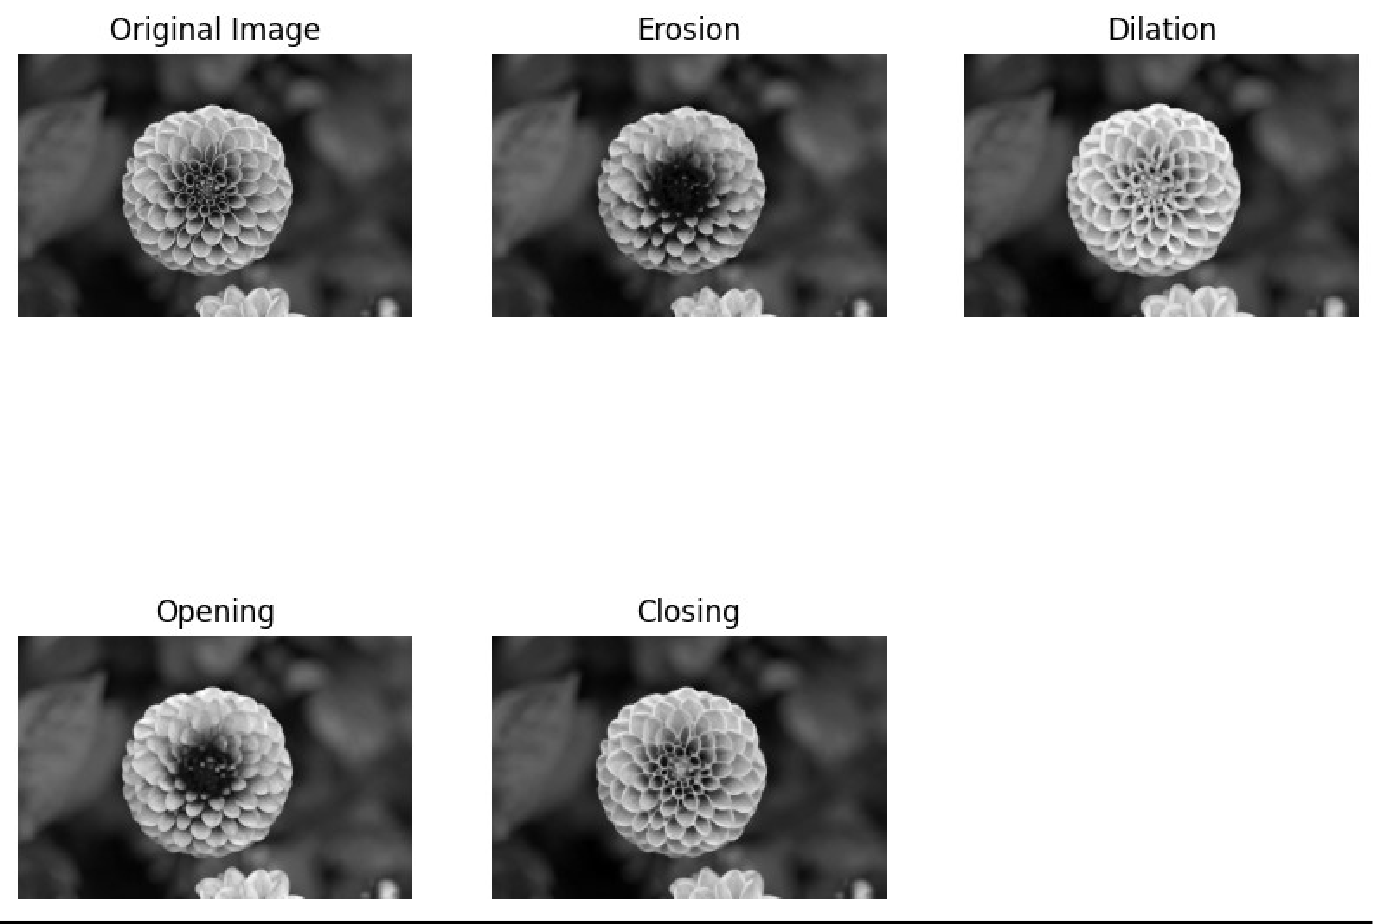 Original Image
Erosion
Dilation
Opening
Closing